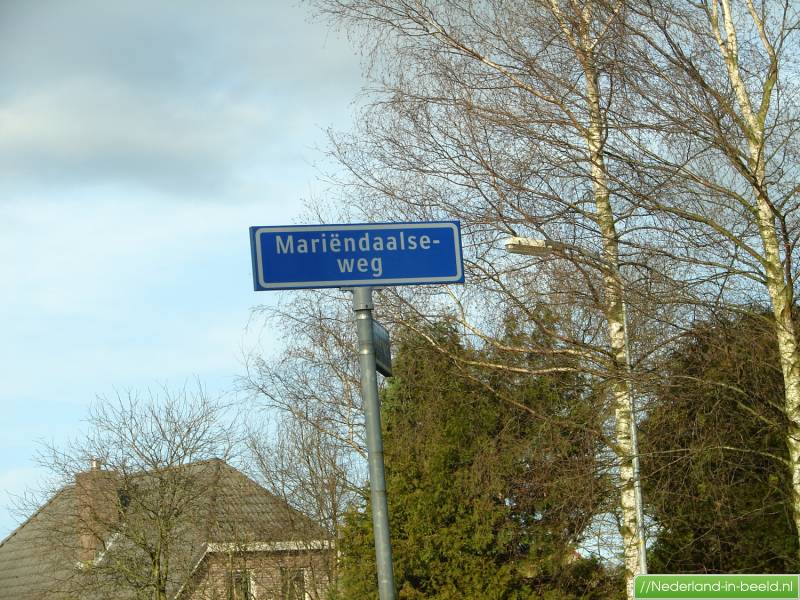 Mariëndaalse-
weg
//Nederland-in-beeld.nl